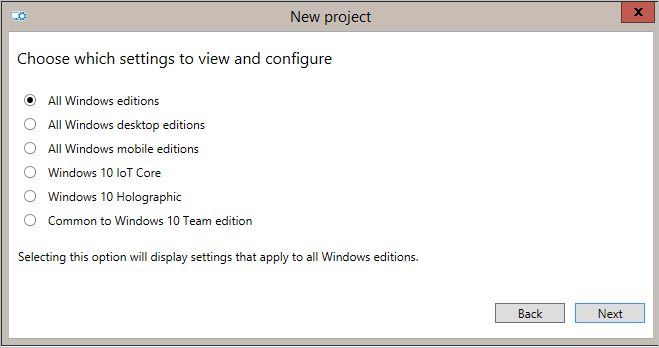 New project
x
Choose which settings to view and configure
All Windows editions
All Windows desktop editions
All Windows mobile editions
Windows 10 IoT Core
Windows 10 Holographic
Common to Windows 10 Team edition
Selecting this option will display settings that apply to all Windows editions.
Back Next